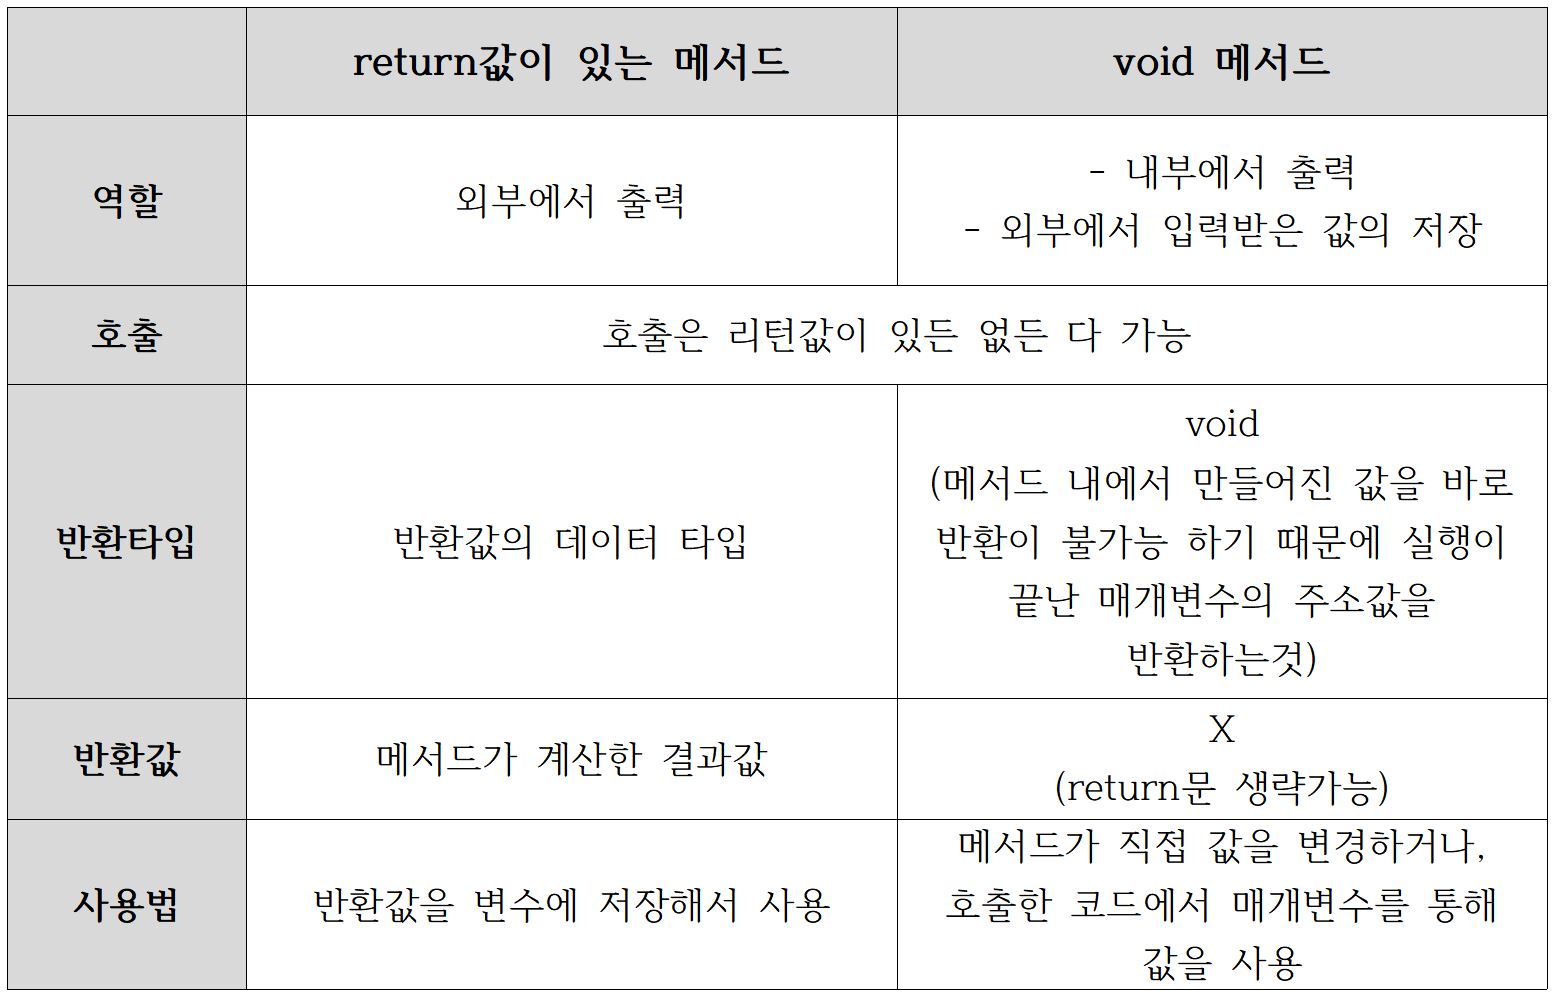 return값이 있는 메서드
void 메서드
역할
외부에서 출력
- 내부에서 출력
- 외부에서 입력받은 값의 저장
호출
호출은 리턴값이 있든 없든 다 가능
반환타입
반환값의 데이터 타입
void
(메서드 내에서 만들어진 값을 바로
반환이 불가능 하기 때문에 실행이
끝난 매개변수의 주소값을
반환하는것)
반환값
메서드가 계산한 결과값
X
(return문 생략가능)
사용법
반환값을 변수에 저장해서 사용
메서드가 직접 값을 변경하거나,
호출한 코드에서 매개변수를 통해
값을 사용